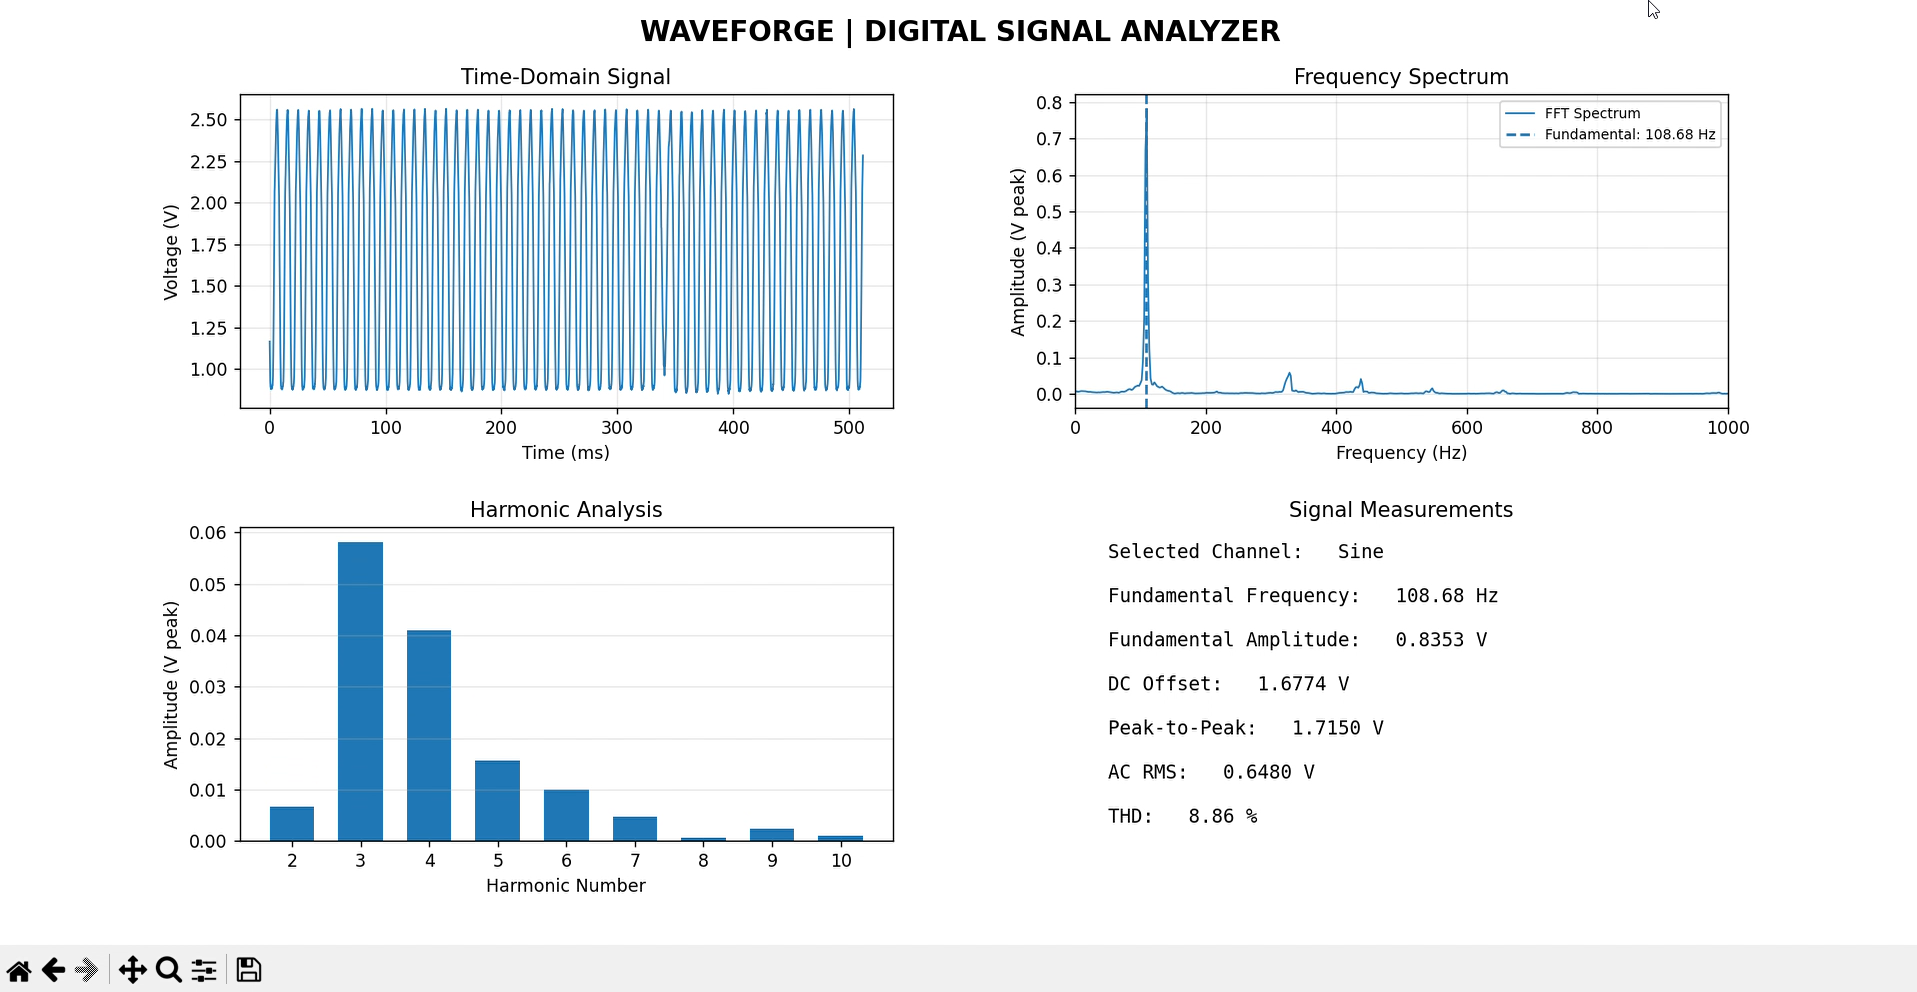 WAVEFORGE | DIGITAL SIGNAL ANALYZER
Time-Domain Signal
2.50
2.25
2.00
1.75
1.50
1.25
1.00
Voltage (V)
0 100 200 300 400 500
Time (ms)
Frequency Spectrum
FFT Spectrum
Fundamental: 108.68 Hz
0.8
0.7
0.6
0.5
0.4
0.3
0.2
0.1
0.0
Amplitude (V peak)
0 200 400 600 800 1000
Frequency (Hz)
Harmonic Analysis
0.06
0.05
0.04
0.03
0.02
0.01
0.00
Amplitude (V peak)
2 3 4 5 6 7 8 9 10
Harmonic Number
Signal Measurements
Selected Channel: Sine
Fundamental Frequency: 108.68 Hz
Fundamental Amplitude: 0.8353 V
DC Offset: 1.6774 V
Peak-to-Peak: 1.7150 V
AC RMS: 0.6480 V
THD: 8.86 %